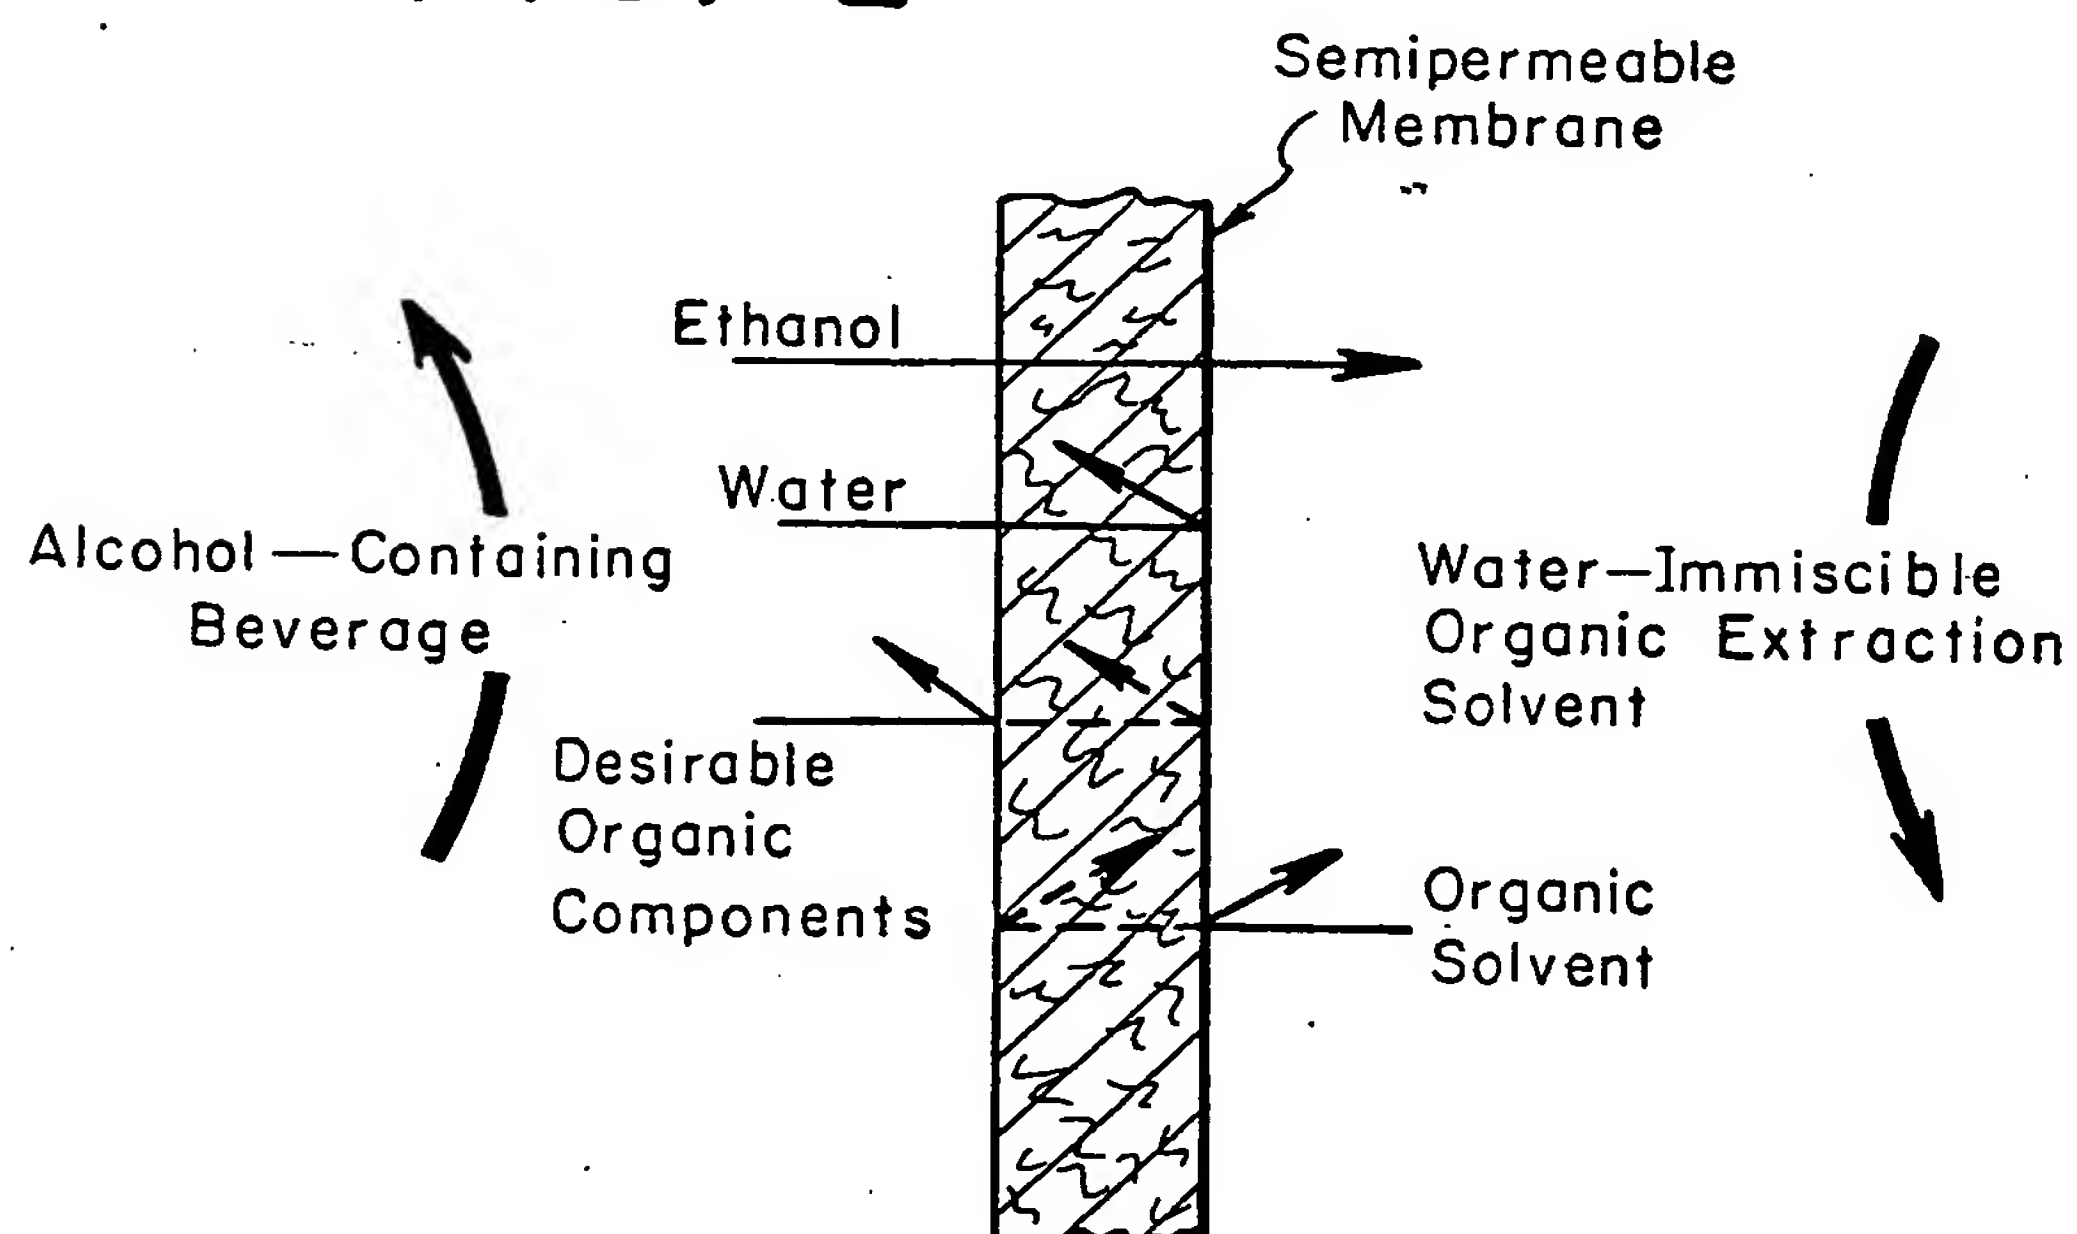 Semipermeable
Membrane
Ethanol
Water
Alcohol—Containing
Beverage
Water—Immiscible
Organic Extraction
Solvent
Desirable
Organic
Components
Organic
Solvent